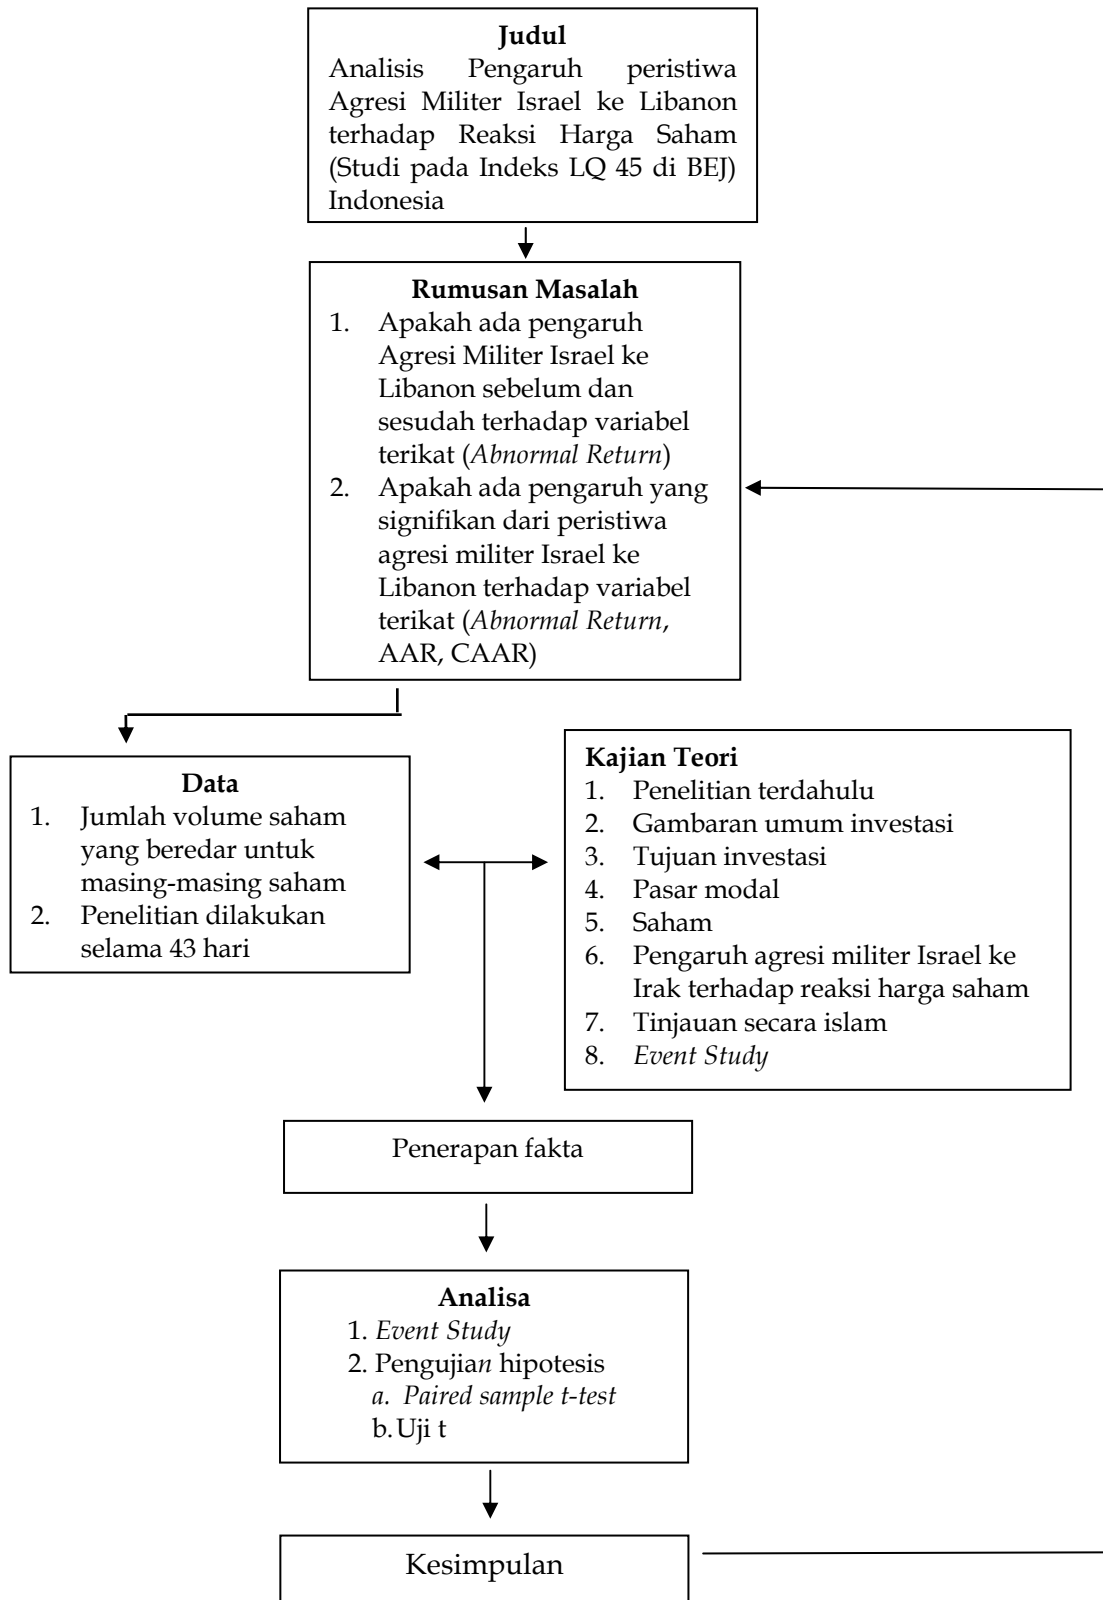 Judul
Analisis Pengaruh peristiwa
Agresi Militer Israel ke Libanon
terhadap Reaksi Harga Saham
(Studi pada Indeks LQ 45 di BEJ)
Indonesia
Rumusan Masalah
1. Apakah ada pengaruh
Agresi Militer Israel ke
Libanon sebelum dan
sesudah terhadap variabel
terikat (Abnormal Return)
2. Apakah ada pengaruh yang
signifikan dari peristiwa
agresi militer Israel ke
Libanon terhadap variabel
terikat (Abnormal Return,
AAR, CAAR)
Data
1. Jumlah volume saham
yang beredar untuk
masing-masing saham
2. Penelitian dilakukan
selama 43 hari
Kajian Teori
1. Penelitian terdahulu
2. Gambaran umum investasi
3. Tujuan investasi
4. Pasar modal
5. Saham
6. Pengaruh agresi militer Israel ke
Irak terhadap reaksi harga saham
7. Tinjauan secara islam
8. Event Study
Penerapan fakta
Analisa
1. Event Study
2. Pengujian hipotesis
a. Paired sample t-test
b. Uji t
Kesimpulan